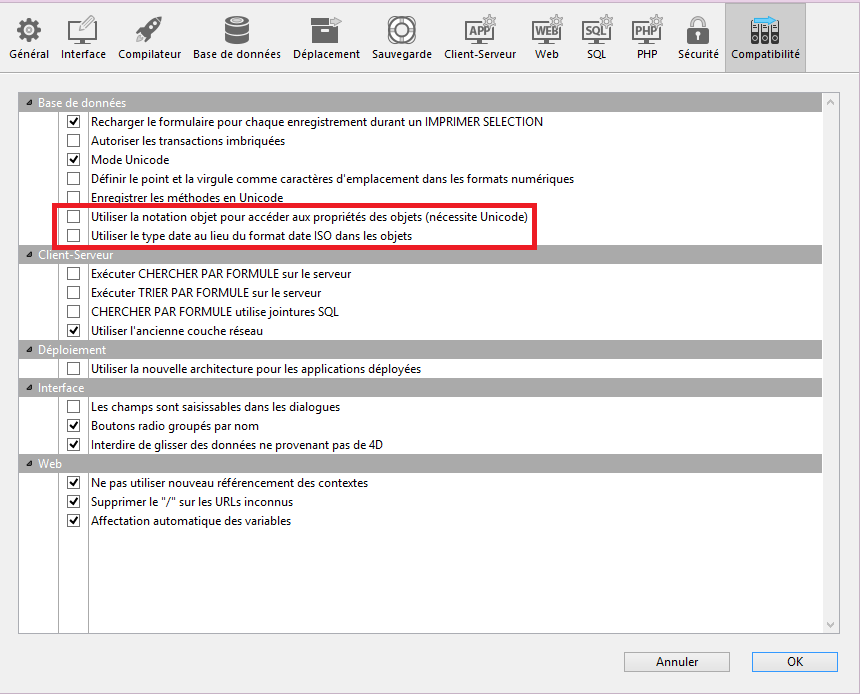 APP WEB SQL PHP
Général Interface Compilateur Base de données Déplacement Sauvegarde Client-Serveur Web SQL PHP Sécurité Compatibilité
Base de données
Recharger le formulaire pour chaque enregistrement durant un IMPRIMER SELECTION
Autoriser les transactions imbriquées
Mode Unicode
Définir le point et la virgule comme caractères d'emplacement dans les formats numériques
Enregistrer les méthodes en Unicode
Utiliser la notation objet pour accéder aux propriétés des objets (nécessite Unicode)
Utiliser le type date au lieu du format date ISO dans les objets
Client-Serveur
Exécuter CHERCHER PAR FORMULE sur le serveur
Exécuter TRIER PAR FORMULE sur le serveur
CHERCHER PAR FORMULE utilise jointures SQL
Utiliser l'ancienne couche réseau
Déploiement
Utiliser la nouvelle architecture pour les applications déployées
Interface
Les champs sont saisissables dans les dialogues
Boutons radio groupés par nom
Interdire de glisser des données ne provenant pas de 4D
Web
Ne pas utiliser nouveau référencement des contextes
Supprimer le "/" sur les URLs inconnus
Affectation automatique des variables
Annuler OK